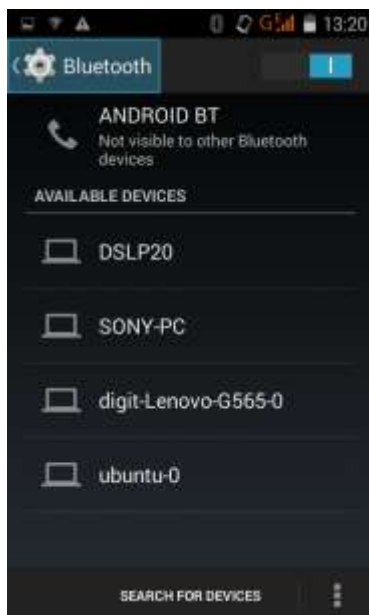 13:20
Bluetooth
ANDROID BT
Not visible to other Bluetooth
devices
AVAILABLE DEVICES
DSLP20
SONY-PC
digit-Lenovo-G565-0
ubuntu-0
SEARCH FOR DEVICES